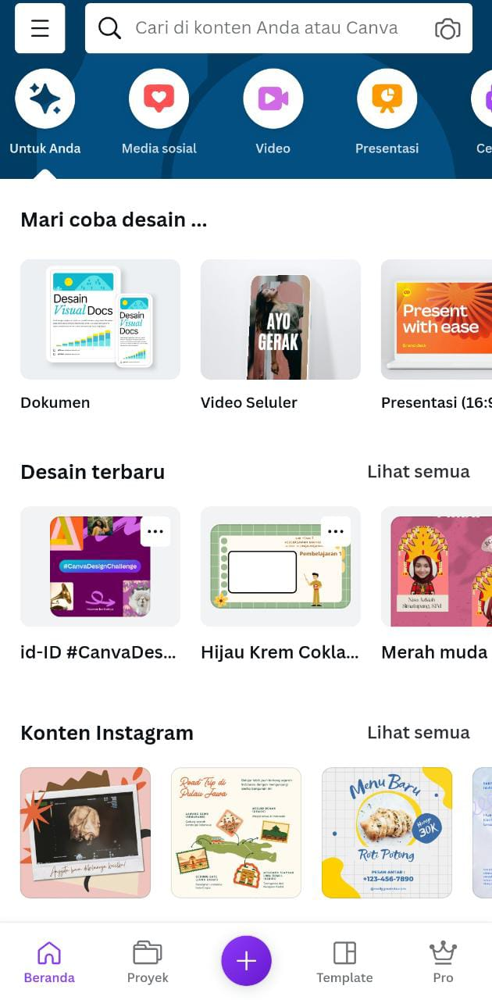 Cari di konten Anda atau Canva
Untuk Anda
Media sosial
Video
Presentasi
Ce
Mari coba desain ...
Desain
Visual Docs
Desain
Visual
Docs
AYO
GERAK
Present
with ease
Dokumen
Video Seluler
Presentasi (16:9
Desain terbaru
Lihat semua
#CanvaDesignChallenge
Pembelajaran 1
Nisa Azkiah
Simatupang, S.Pd
id-ID #CanvaDes...
Hijau Krem Cokla...
Merah muda
Konten Instagram
Lihat semua
Anggota baru dikeluarga kecilku!
Road Trip di
Pulau Jawa
Menu Baru
Hanya
30K
Roti Potong
PESAN ANTAR :
+123-456-7890
Beranda
Proyek
Template
Pro